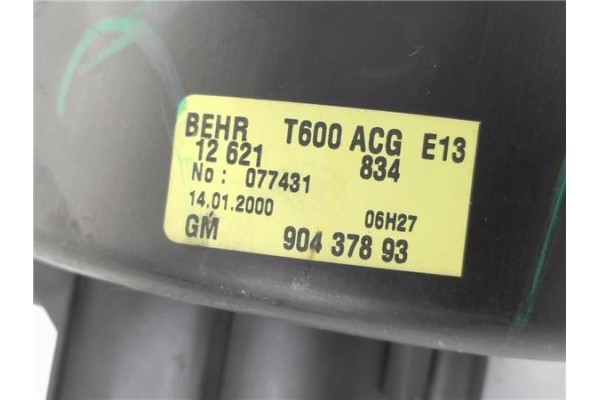 BEHR T600 ACG E13
12 621 834
No: 077431
14.01.2000 06H27
GM 904 378 93